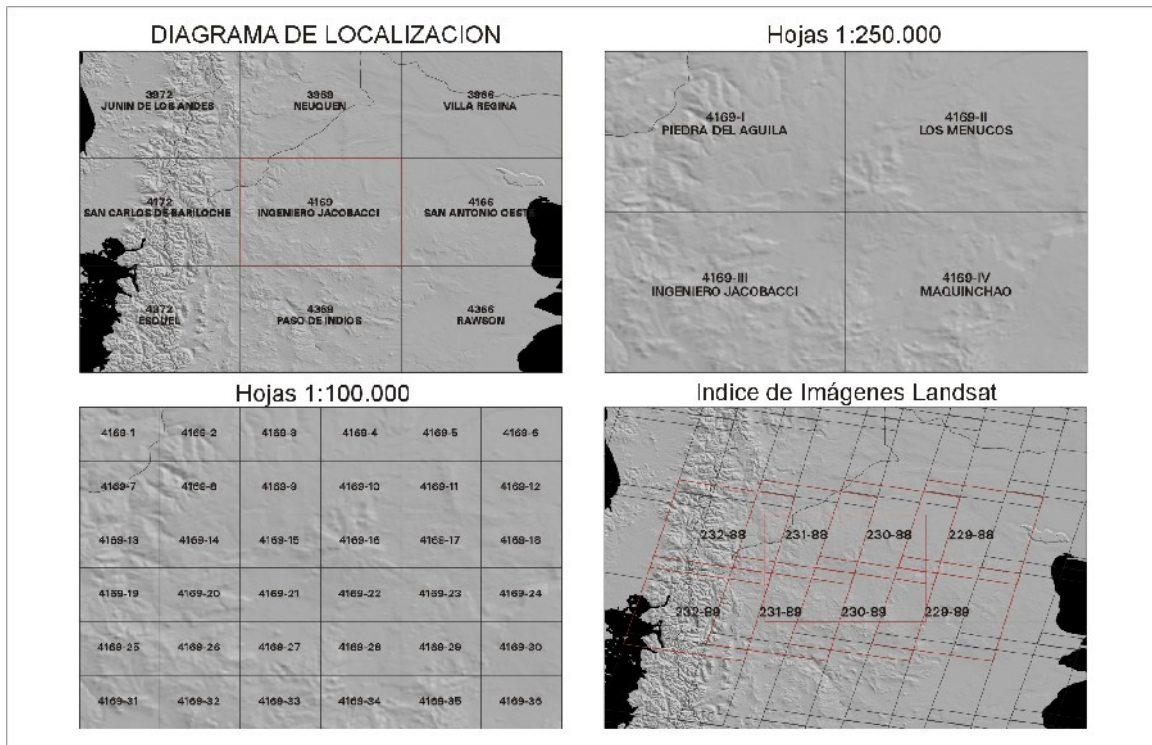 DIAGRAMA DE LOCALIZACION
3972
JUNIN DE LOS ANDES
3969
NEUQUEN
3966
VILLA REGINA
4172
SAN CARLOS DE BARILOCHE
4169
INGENIERO JACOBACCI
4166
SAN ANTONIO OESTE
4372
ESQUEL
4369
PASO DE INDIOS
4366
RAWSON
Hojas 1:250.000
4169-I
PIEDRA DEL AGUILA
4169-II
LOS MENUCOS
4169-III
INGENIERO JACOBACCI
4169-IV
MAQUINCHAO
Hojas 1:100.000
4169-1 4169-2 4169-3 4169-4 4169-5 4169-6
4169-7 4169-8 4169-9 4169-10 4169-11 4169-12
4169-13 4169-14 4169-15 4169-16 4169-17 4169-18
4169-19 4169-20 4169-21 4169-22 4169-23 4169-24
4169-25 4169-26 4169-27 4169-28 4169-29 4169-30
4169-31 4169-32 4169-33 4169-34 4169-35 4169-36
Indice de Imágenes Landsat
232-88 231-88 230-88 229-88
232-89 231-89 230-89 229-89